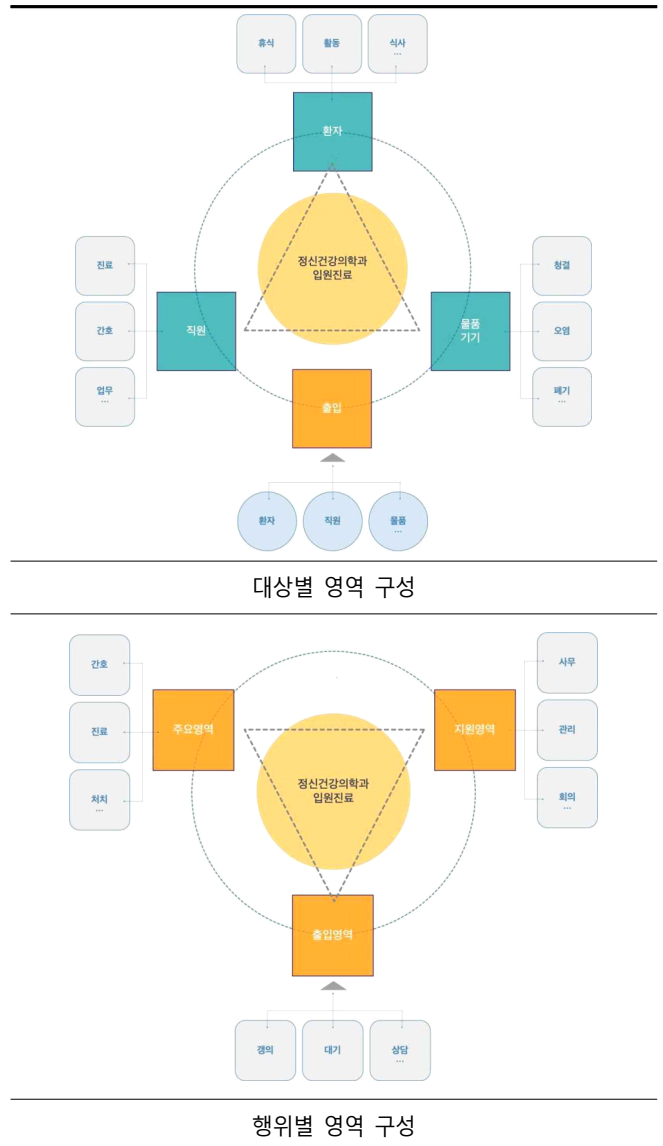 휴식
활동
식사
...
환자
정신건강의학과
입원진료
진료
간호
업무
...
직원
물품
기기
청결
오염
폐기
...
출입
환자
직원
물품
...
대상별 영역 구성
간호
진료
처치
...
주요영역
지원영역
사무
관리
회의
...
정신건강의학과
입원진료
출입영역
갱의
대기
상담
...
행위별 영역 구성